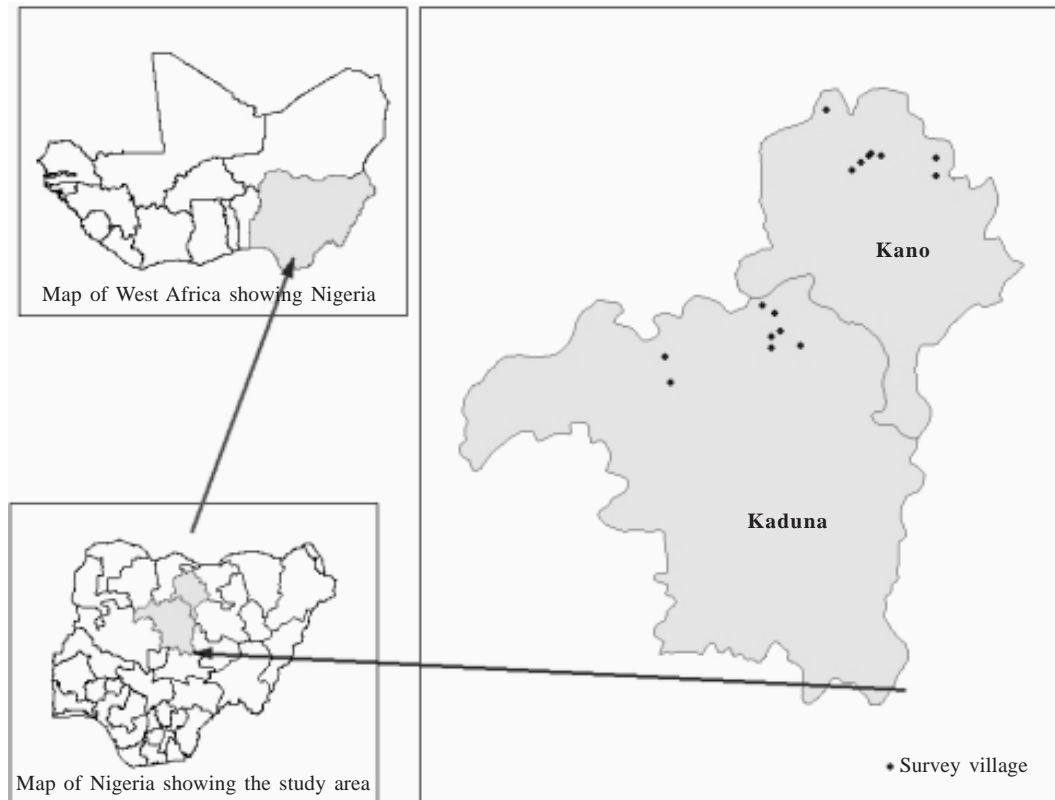 Map of West Africa showing Nigeria
Kano
Kaduna
Map of Nigeria showing the study area
Survey village